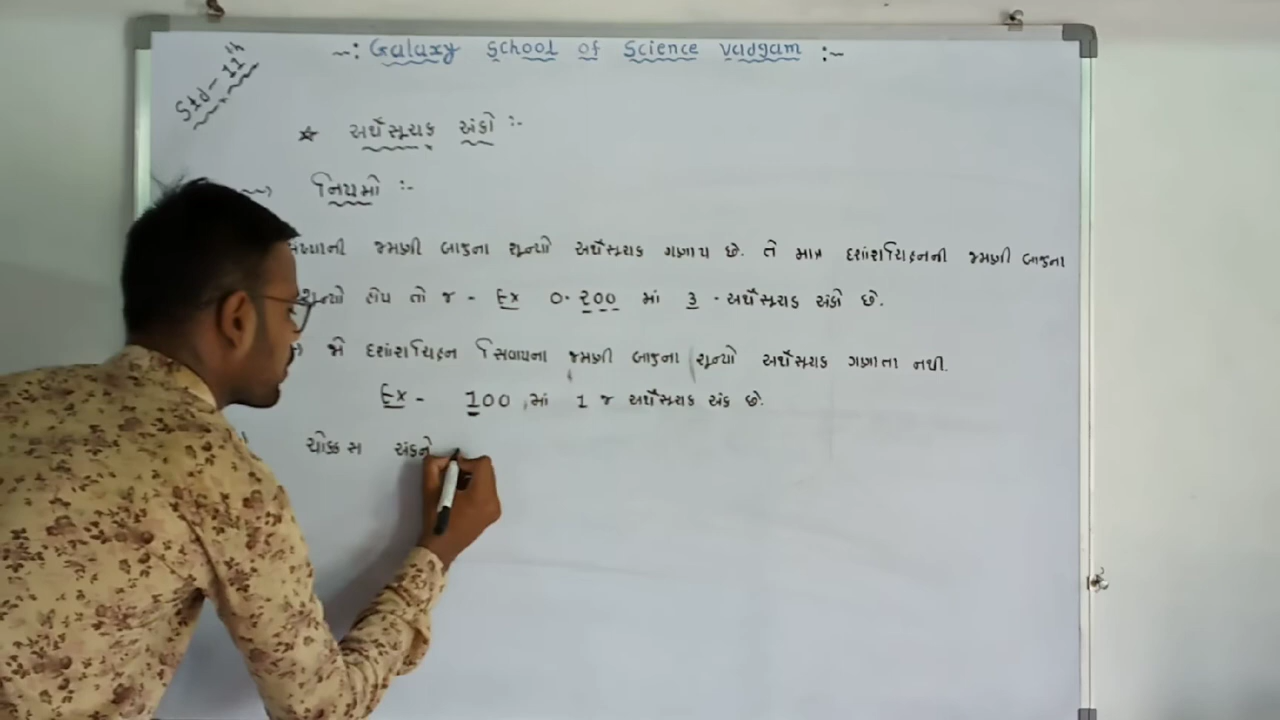 ~: Galaxy School of Science Vadgam :~
Std - 11th
* અર્થસૂચક અંકો :-
નિયમો :-
જમણી બાજુના શૂન્યો અર્થસૂચક ગણાય છે. તે માત્ર દશાંશચિહ્નની જમણી બાજુના
શૂન્યો હોય તો જ - Ex 0.200 માં 3 - અર્થસૂચક અંકો છે.
જો દશાંશચિહ્ન સિવાયના જમણી બાજુના શૂન્યો અર્થસૂચક ગણાતા નથી.
Ex - 100, માં 1 જ અર્થસૂચક અંક છે.
ચોક્કસ અંકને